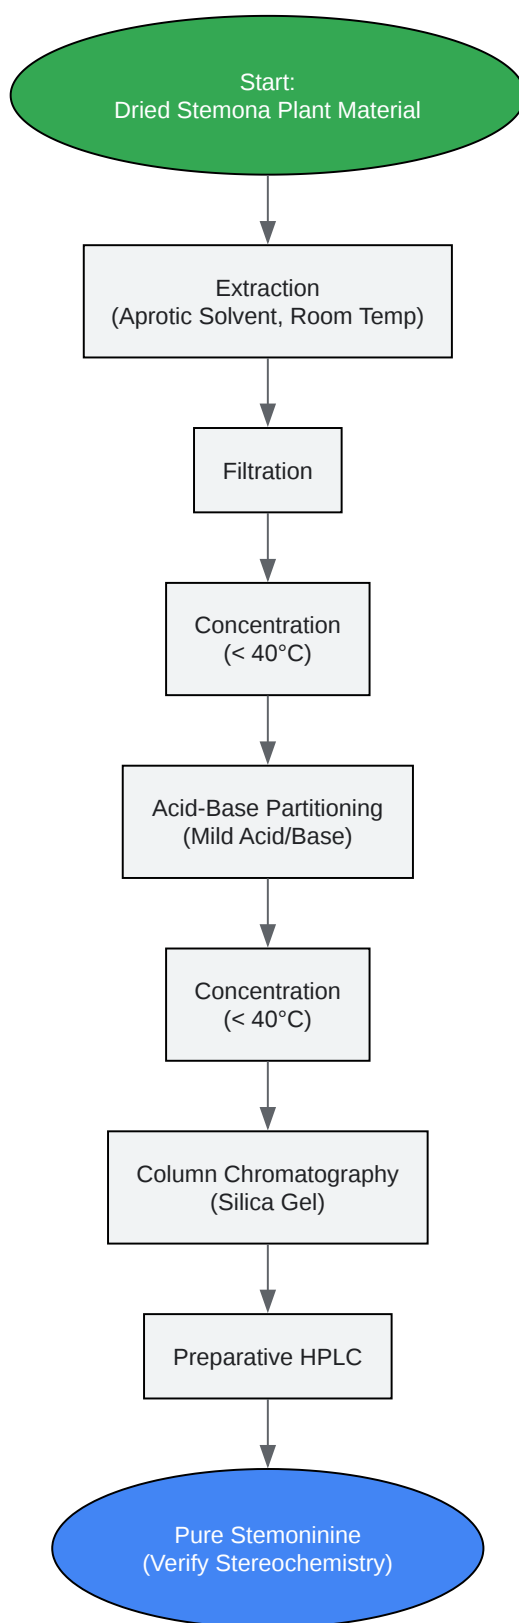 Start:
Dried Stemona Plant Material
Extraction
(Aprotic Solvent, Room Temp)
Filtration
Concentration
(< 40°C)
Acid-Base Partitioning
(Mild Acid/Base)
Concentration
(< 40°C)
Column Chromatography
(Silica Gel)
Preparative HPLC
Pure Stemoninine
(Verify Stereochemistry)